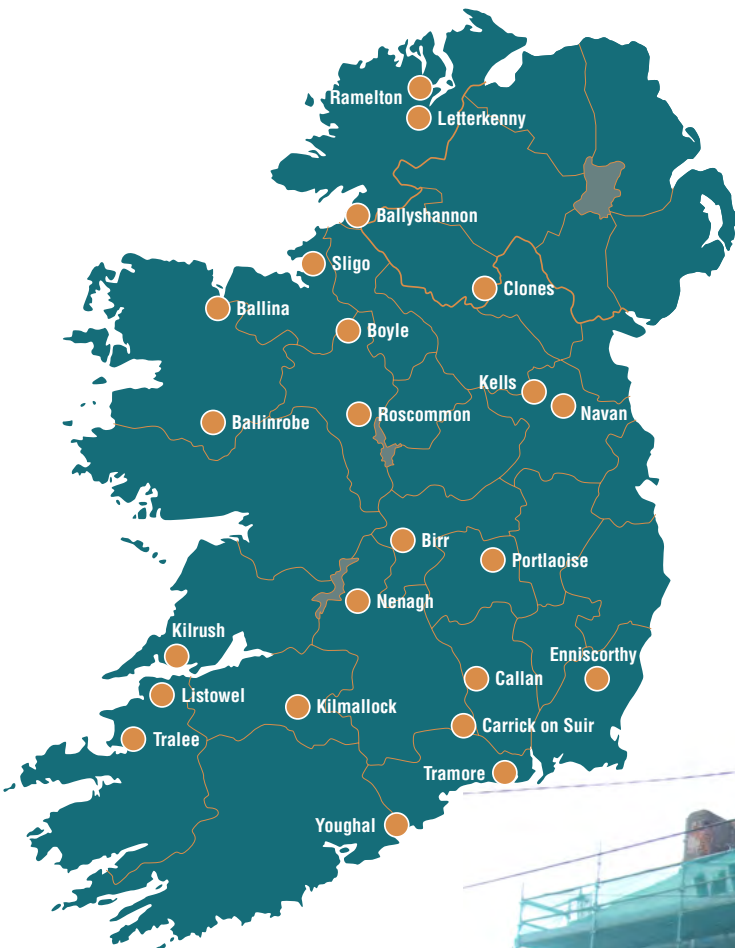 Ramelton
Letterkenny
Ballyshannon
Sligo
Clones
Ballina
Boyle
Kells
Navan
Ballinrobe
Roscommon
Birr
Portlaoise
Nenagh
Kilrush
Enniscorthy
Callan
Listowel
Kilmallock
Carrick on Suir
Tralee
Tramore
Youghal